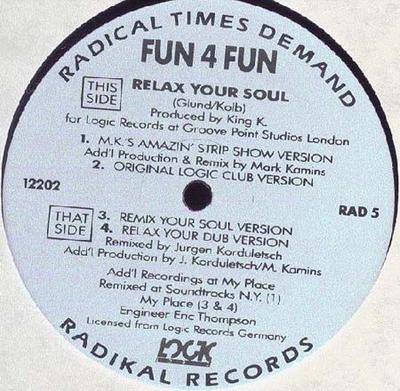 RADICAL TIMES DEMAND
FUN 4 FUN
THIS SIDE
RELAX YOUR SOUL
(Glund/Kolb)
Produced by King K.
for Logic Records at Groove Point Studios London
1. M.K.'S AMAZIN' STRIP SHOW VERSION
Add'l Production & Remix by Mark Kamins
2. ORIGINAL LOGIC CLUB VERSION
12202
RAD 5
THAT SIDE
3. REMIX YOUR SOUL VERSION
4. RELAX YOUR DUB VERSION
Remixed by Jurgen Korduletsch
Add'l Production by J. Korduletsch/M. Kamins
Add'l Recordings at My Place
Remixed at Soundtracks N.Y. (1)
My Place (3 & 4)
Engineer Eric Thompson
Licensed from Logic Records Germany
LOGIC
RADIKAL RECORDS